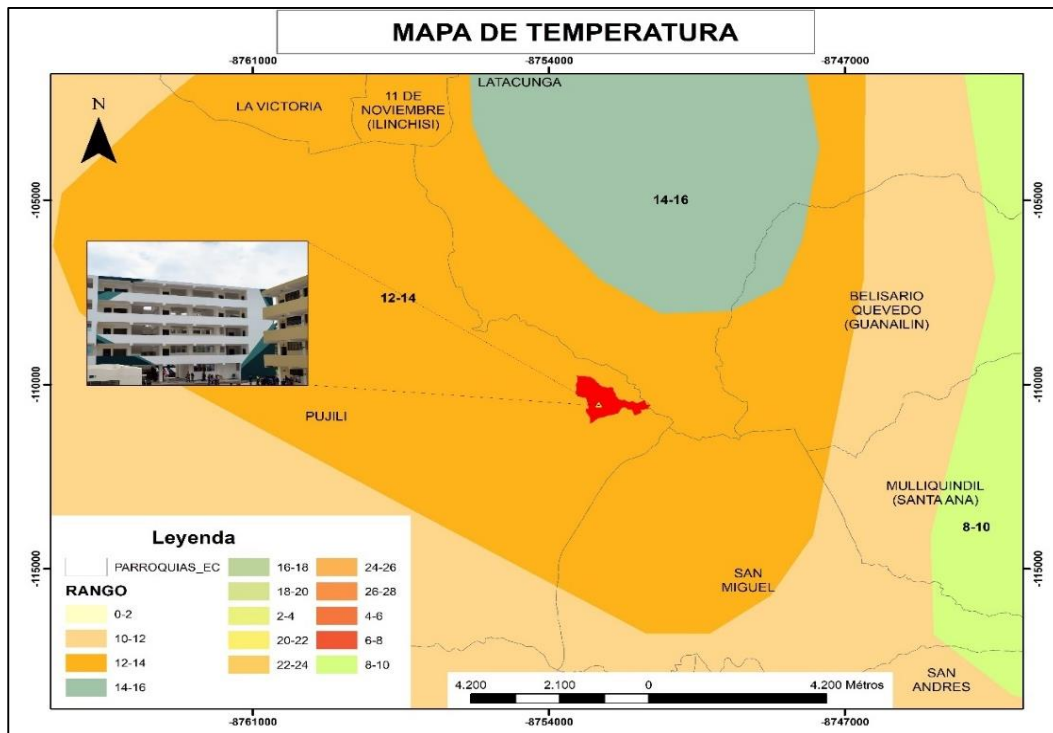 MAPA DE TEMPERATURA
-8761000
-8754000
-8747000
LATACUNGA
LA VICTORIA
11 DE
NOVIEMBRE
(ILINCHISI)
N
-105000
-105000
14-16
12-14
BELISARIO
QUEVEDO
(GUANAILIN)
-110000
-110000
PUJILI
MULLIQUINDIL
(SANTA ANA)
8-10
-115000
-115000
SAN
MIGUEL
SAN
ANDRES
Leyenda
PARROQUIAS_EC
RANGO
0-2
10-12
12-14
14-16
16-18
18-20
2-4
20-22
22-24
24-26
26-28
4-6
6-8
8-10
4.200 2.100 0 4.200 Métros
-8761000
-8754000
-8747000